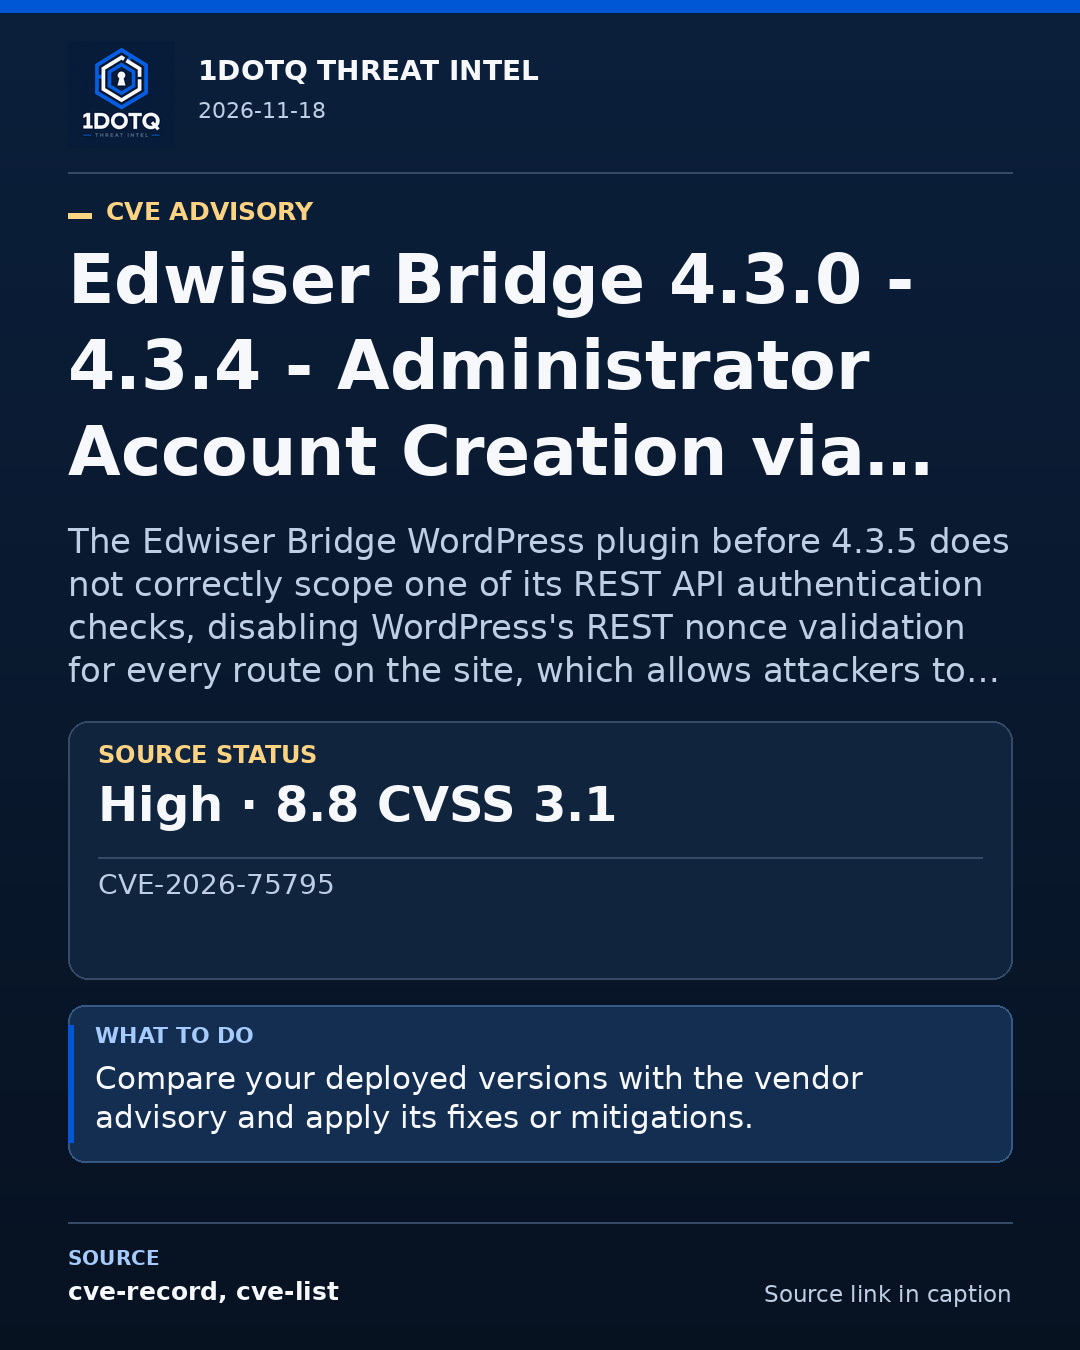 1DOTQ
THREAT INTEL
1DOTQ THREAT INTEL
2026-11-18
CVE ADVISORY
Edwiser Bridge 4.3.0 -
4.3.4 - Administrator
Account Creation via…
The Edwiser Bridge WordPress plugin before 4.3.5 does
not correctly scope one of its REST API authentication
checks, disabling WordPress's REST nonce validation
for every route on the site, which allows attackers to…
SOURCE STATUS
High · 8.8 CVSS 3.1
CVE-2026-75795
WHAT TO DO
Compare your deployed versions with the vendor
advisory and apply its fixes or mitigations.
SOURCE
cve-record, cve-list
Source link in caption